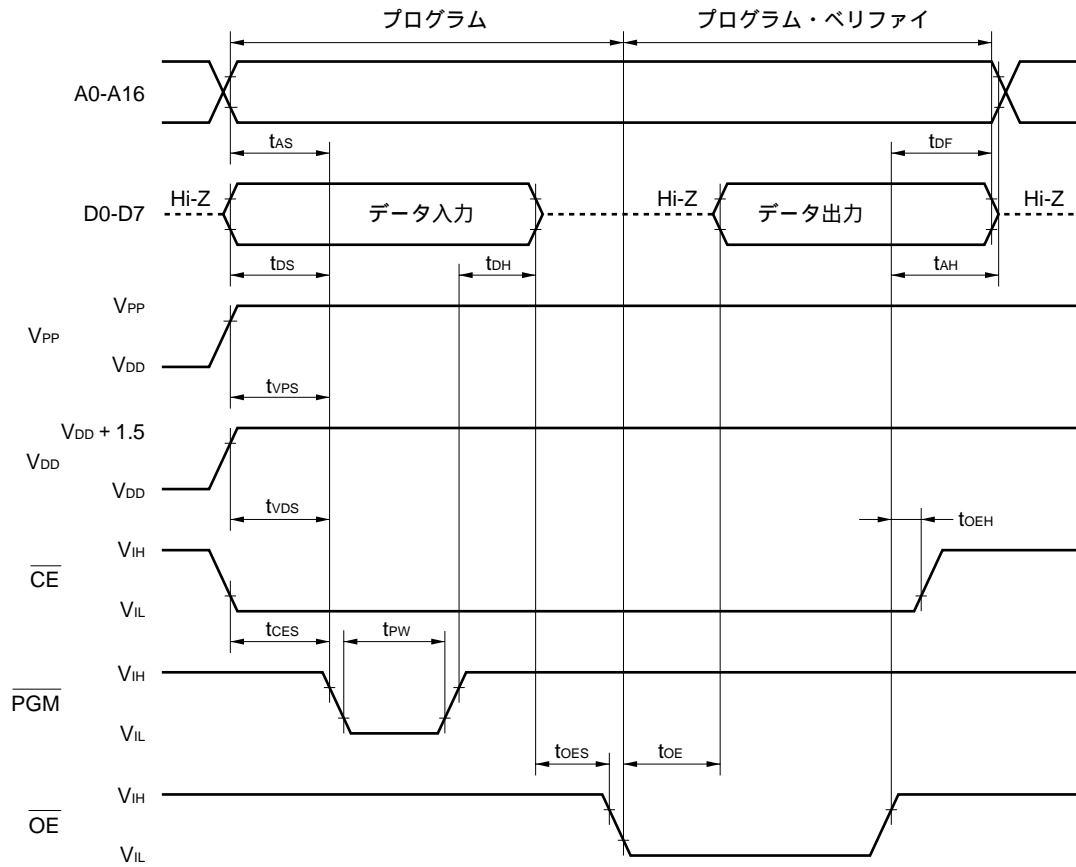 プログラム プログラム・ベリファイ
A0-A16
tAS tDF
Hi-Z Hi-Z Hi-Z
D0-D7 データ入力 データ出力
tDS tDH tAH
VPP
VPP
VDD
tVPS
VDD + 1.5
VDD
VDD
tVDS tOEH
VIH
CE
VIL
tCES tPW
VIH
PGM
VIL
tOES tOE
VIH
OE
VIL